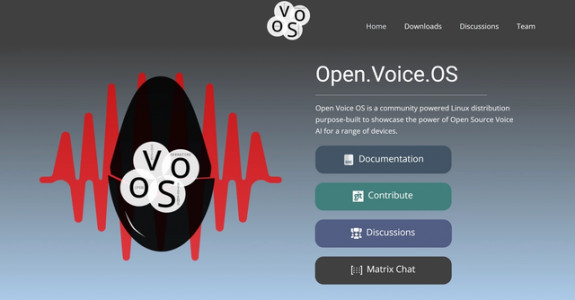 V O
O S
Home Downloads Discussions Team
Open.Voice.OS
Open Voice OS is a community powered Linux distribution
purpose-built to showcase the power of Open Source Voice
AI for a range of devices.
V O
O S
Documentation
git Contribute
Discussions
[::] Matrix Chat